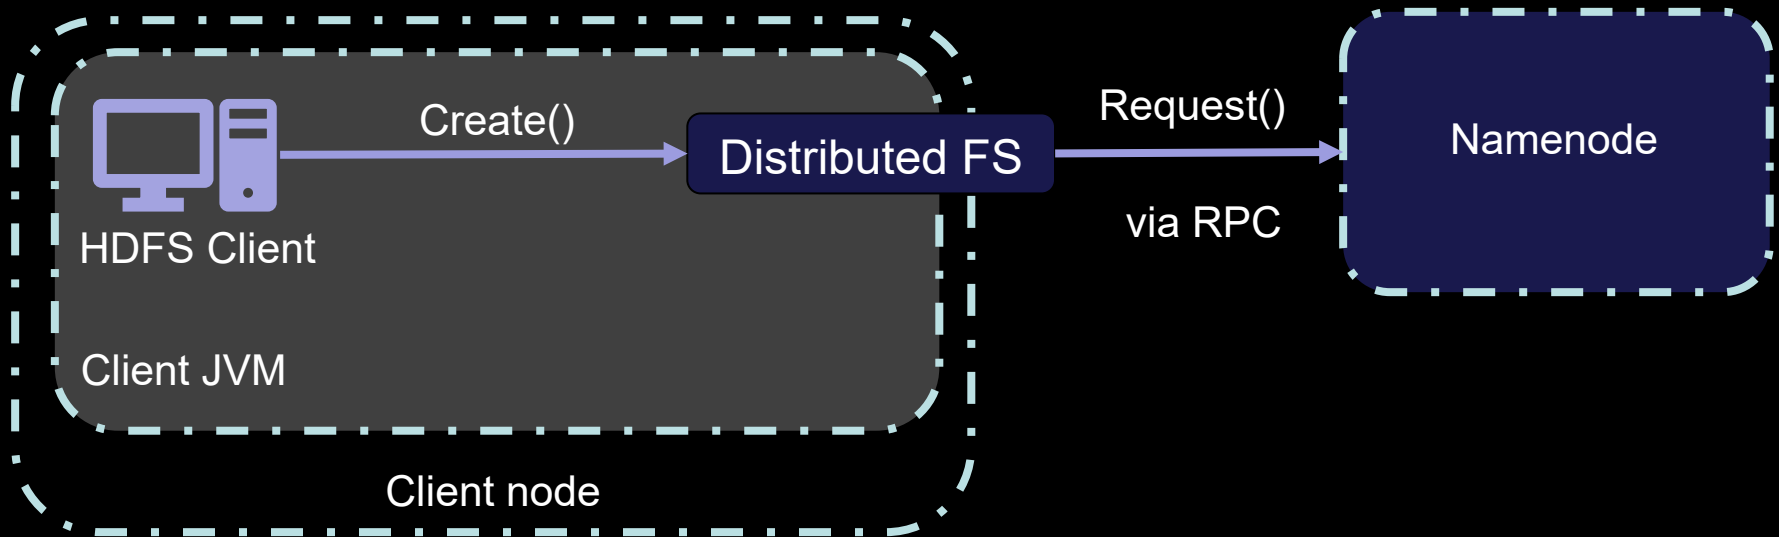 Create()
Distributed FS
Request()
via RPC
Namenode
HDFS Client
Client JVM
Client node